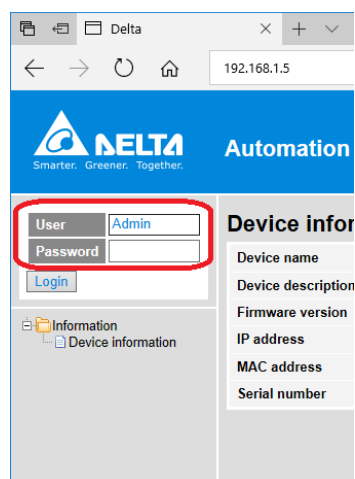 Delta
192.168.1.5
DELTA
Smarter. Greener. Together.
Automation
User Admin
Password
Login
Information
Device information
Device infor
Device name
Device description
Firmware version
IP address
MAC address
Serial number